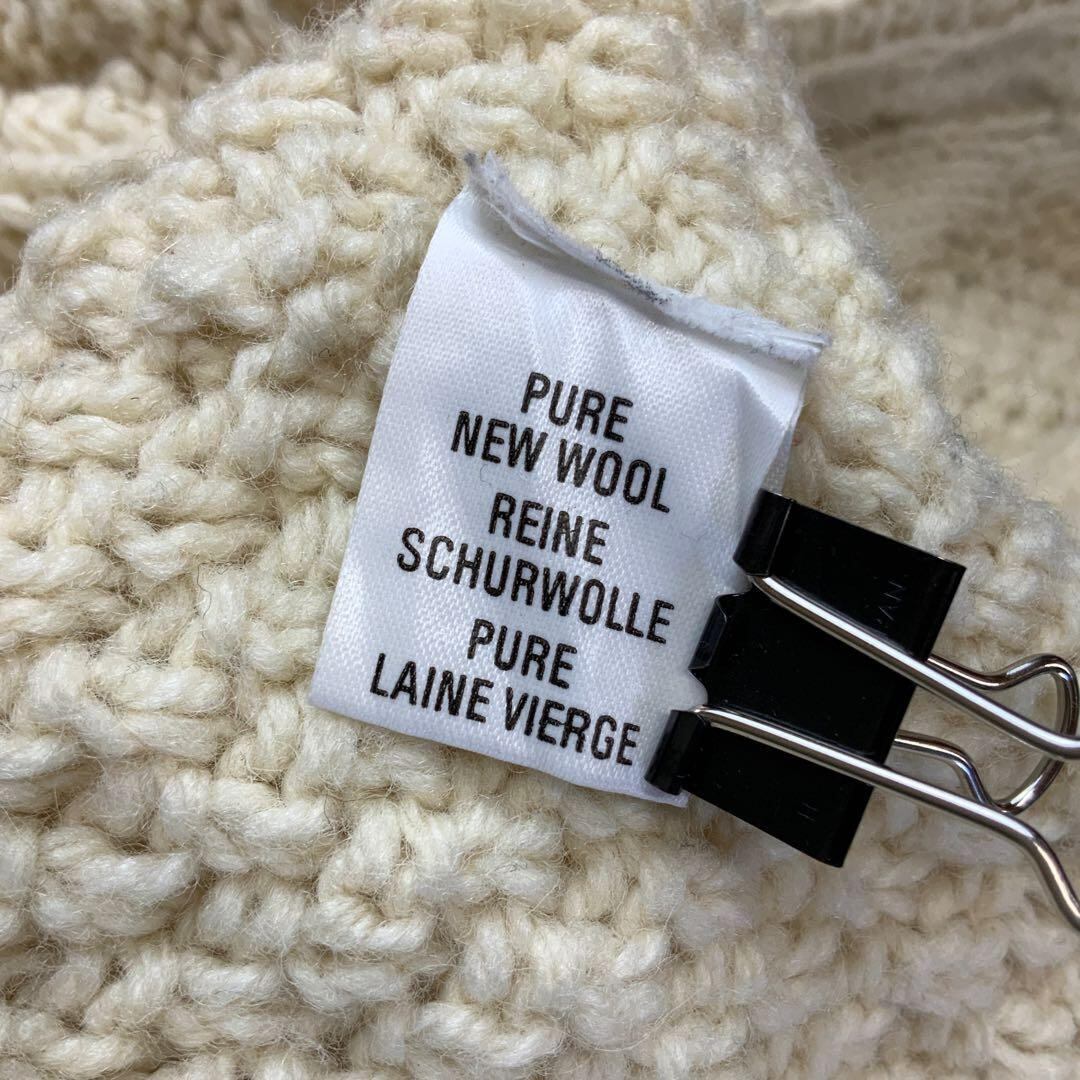 PURE
NEW WOOL
REINE
SCHURWOLLE
PURE
LAINE VIERGE